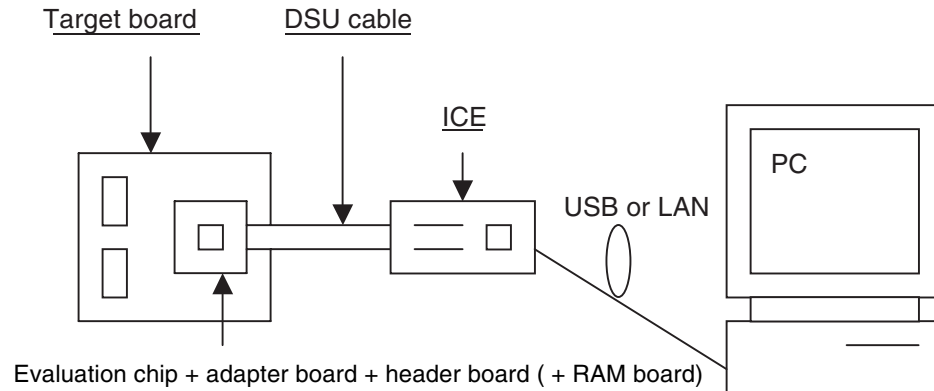 Target board
DSU cable
ICE
PC
USB or LAN
Evaluation chip + adapter board + header board ( + RAM board)